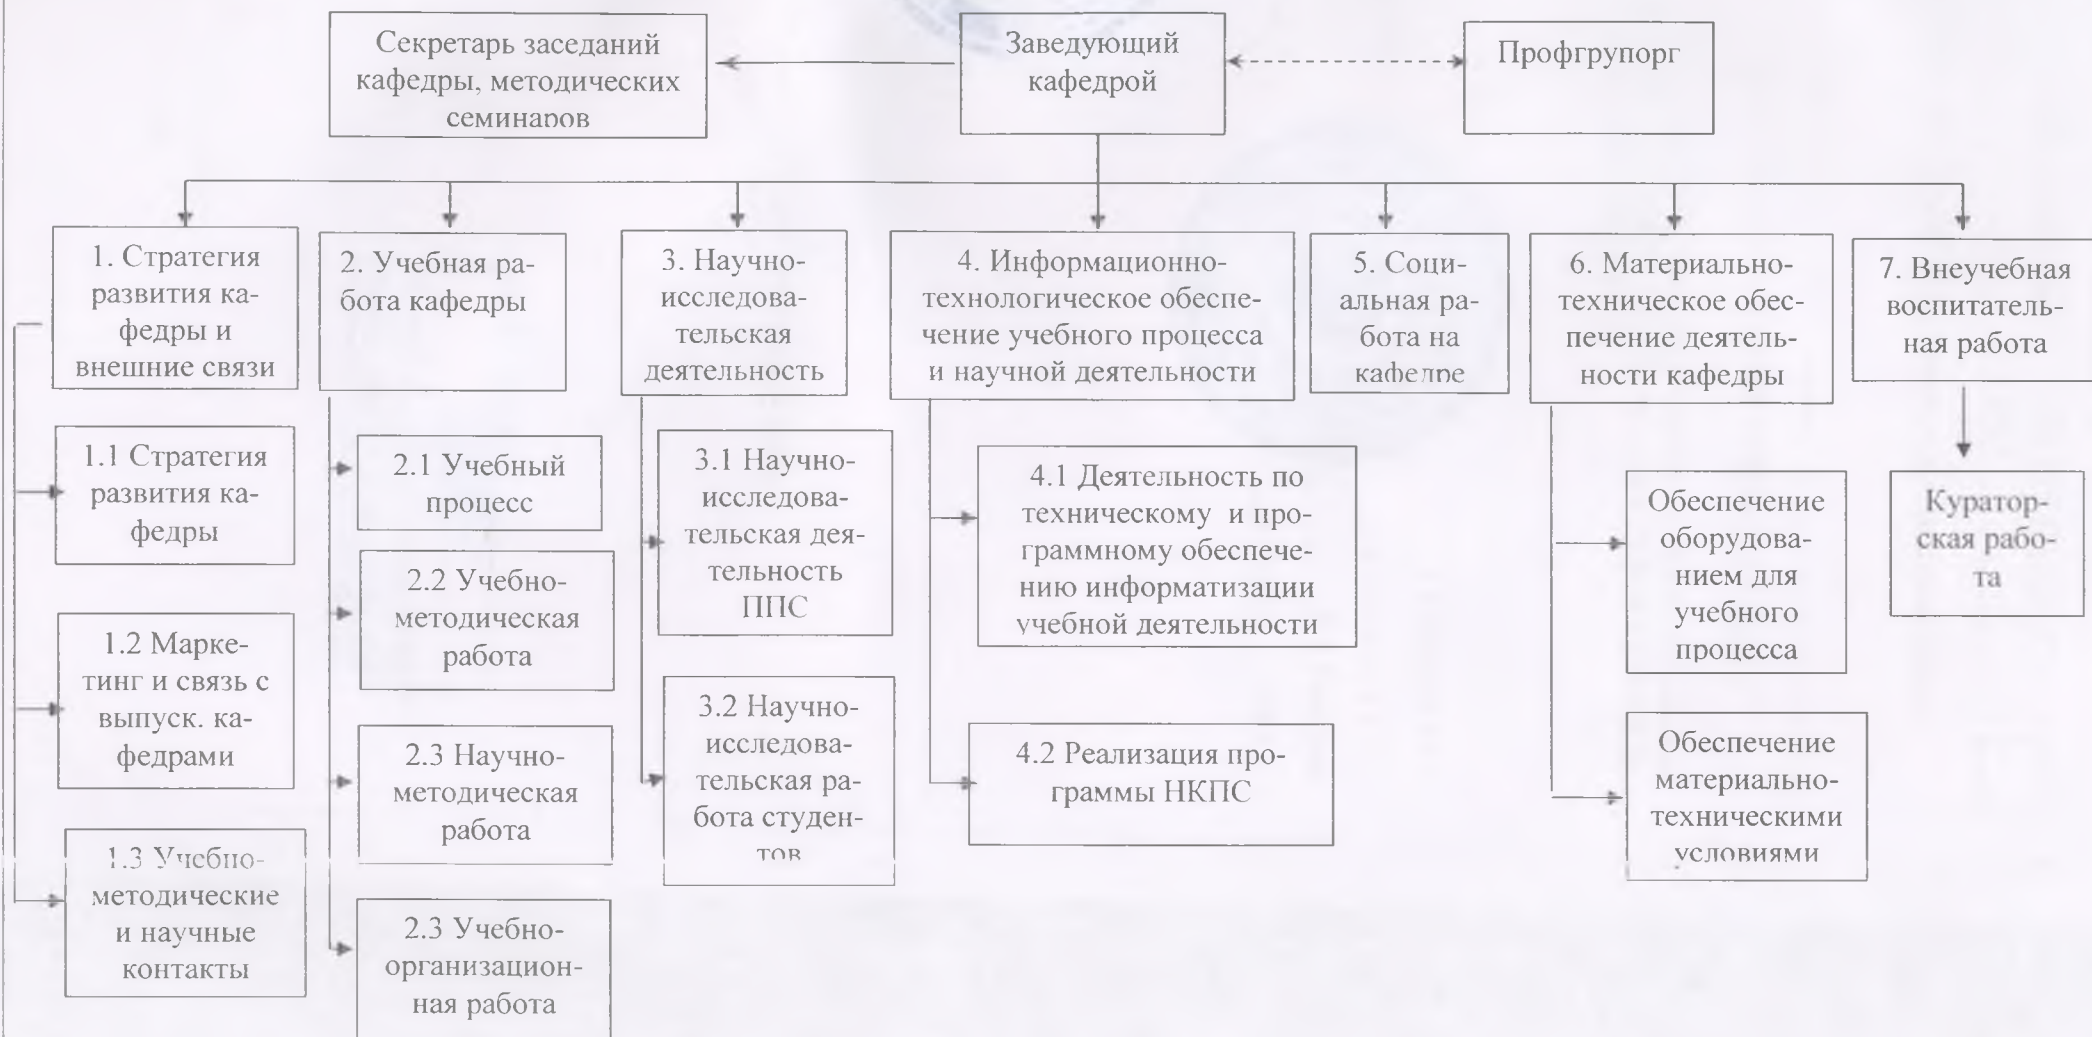 Секретарь заседаний
кафедры, методических
семинаров
Заведующий
кафедрой
Профгрупорг
1. Стратегия
развития ка-
федры и
внешние связи
2. Учебная ра-
бота кафедры
3. Научно-
исследова-
тельская
деятельность
4. Информационно-
технологическое обеспе-
чение учебного процесса
и научной деятельности
5. Соци-
альная ра-
бота на
кафедре
6. Материально-
техническое обес-
печение деятель-
ности кафедры
7. Внеучебная
воспитатель-
ная работа
1.1 Стратегия
развития ка-
федры
1.2 Марке-
тинг и связь с
выпуск. ка-
федрами
1.3 Учебно-
методические
и научные
контакты
2.1 Учебный
процесс
2.2 Учебно-
методическая
работа
2.3 Научно-
методическая
работа
2.3 Учебно-
организацион-
ная работа
3.1 Научно-
исследова-
тельская дея-
тельность
ППС
3.2 Научно-
исследова-
тельская ра-
бота студен-
тов
4.1 Деятельность по
техническому и про-
граммному обеспече-
нию информатизации
учебной деятельности
4.2 Реализация про-
граммы НКПС
Обеспечение
оборудова-
нием для
учебного
процесса
Обеспечение
материально-
техническими
условиями
Куратор-
ская рабо-
та